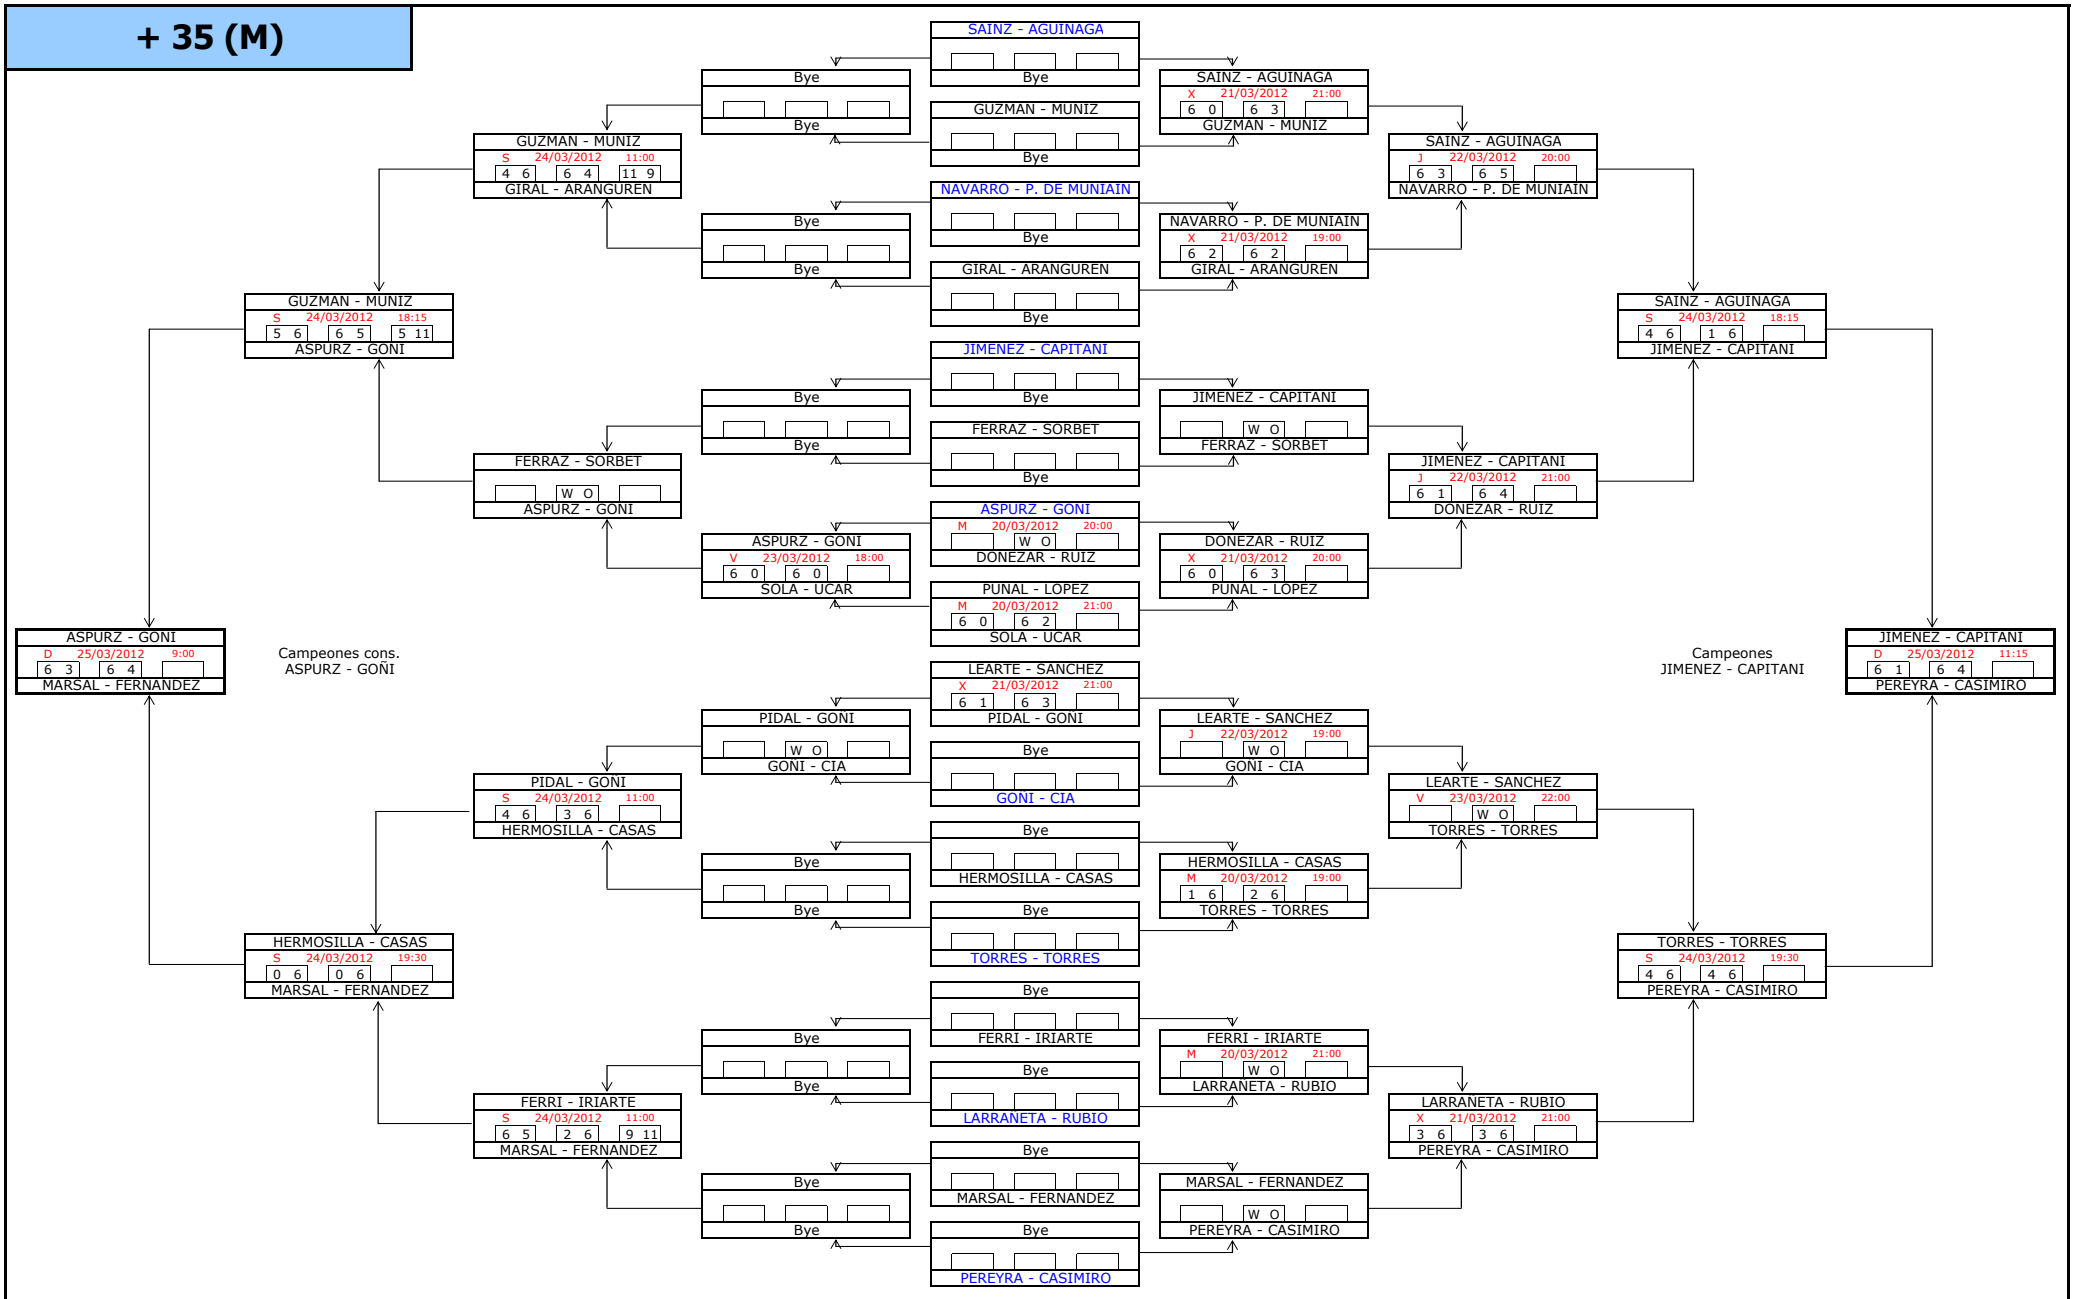 + 35 (M)
SAINZ - AGUINAGA
Bye
GUZMAN - MUNIZ
Bye
NAVARRO - P. DE MUNIAIN
Bye
GIRAL - ARANGUREN
Bye
JIMENEZ - CAPITANI
Bye
FERRAZ - SORBET
Bye
ASPURZ - GOÑI
M 20/03/2012 20:00
W O
DONEZAR - RUIZ
PUÑAL - LOPEZ
M 20/03/2012 21:00
6 0 6 2
SOLA - UCAR
LEARTE - SANCHEZ
X 21/03/2012 21:00
6 1 6 3
PIDAL - GOÑI
Bye
GOÑI - CIA
Bye
HERMOSILLA - CASAS
Bye
TORRES - TORRES
Bye
FERRI - IRIARTE
Bye
LARRAÑETA - RUBIO
Bye
MARSAL - FERNANDEZ
Bye
PEREYRA - CASIMIRO
Bye
Bye
Bye
Bye
Bye
Bye
ASPURZ - GOÑI
V 23/03/2012 18:00
6 0 6 0
SOLA - UCAR
PIDAL - GOÑI
W O
GOÑI - CIA
Bye
Bye
Bye
Bye
Bye
Bye
GUZMAN - MUNIZ
S 24/03/2012 11:00
4 6 6 4 11 9
GIRAL - ARANGUREN
FERRAZ - SORBET
W O
ASPURZ - GOÑI
PIDAL - GOÑI
S 24/03/2012 11:00
4 6 3 6
HERMOSILLA - CASAS
FERRI - IRIARTE
S 24/03/2012 11:00
6 5 2 6 9 11
MARSAL - FERNANDEZ
GUZMAN - MUNIZ
S 24/03/2012 18:15
5 6 6 5 5 11
ASPURZ - GOÑI
HERMOSILLA - CASAS
S 24/03/2012 19:30
0 6 0 6
MARSAL - FERNANDEZ
ASPURZ - GOÑI
D 25/03/2012 9:00
6 3 6 4
MARSAL - FERNANDEZ
Campeones cons.
ASPURZ - GOÑI
SAINZ - AGUINAGA
X 21/03/2012 21:00
6 0 6 3
GUZMAN - MUNIZ
NAVARRO - P. DE MUNIAIN
X 21/03/2012 19:00
6 2 6 2
GIRAL - ARANGUREN
JIMENEZ - CAPITANI
W O
FERRAZ - SORBET
DONEZAR - RUIZ
X 21/03/2012 20:00
6 0 6 3
PUÑAL - LOPEZ
LEARTE - SANCHEZ
J 22/03/2012 19:00
W O
GOÑI - CIA
HERMOSILLA - CASAS
M 20/03/2012 19:00
1 6 2 6
TORRES - TORRES
FERRI - IRIARTE
M 20/03/2012 21:00
W O
LARRAÑETA - RUBIO
MARSAL - FERNANDEZ
W O
PEREYRA - CASIMIRO
SAINZ - AGUINAGA
J 22/03/2012 20:00
6 3 6 5
NAVARRO - P. DE MUNIAIN
JIMENEZ - CAPITANI
J 22/03/2012 21:00
6 1 6 4
DONEZAR - RUIZ
LEARTE - SANCHEZ
V 23/03/2012 22:00
W O
TORRES - TORRES
LARRAÑETA - RUBIO
X 21/03/2012 21:00
3 6 3 6
PEREYRA - CASIMIRO
SAINZ - AGUINAGA
S 24/03/2012 18:15
4 6 1 6
JIMENEZ - CAPITANI
TORRES - TORRES
S 24/03/2012 19:30
4 6 4 6
PEREYRA - CASIMIRO
Campeones
JIMENEZ - CAPITANI
JIMENEZ - CAPITANI
D 25/03/2012 11:15
6 1 6 4
PEREYRA - CASIMIRO